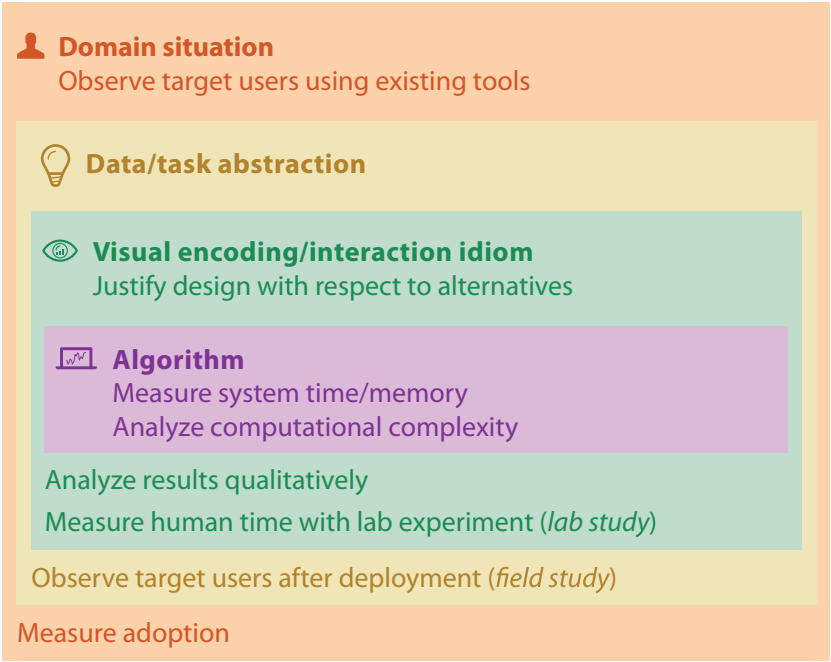 Domain situation
Observe target users using existing tools
Data/task abstraction
Visual encoding/interaction idiom
Justify design with respect to alternatives
Algorithm
Measure system time/memory
Analyze computational complexity
Analyze results qualitatively
Measure human time with lab experiment (lab study)
Observe target users after deployment (field study)
Measure adoption